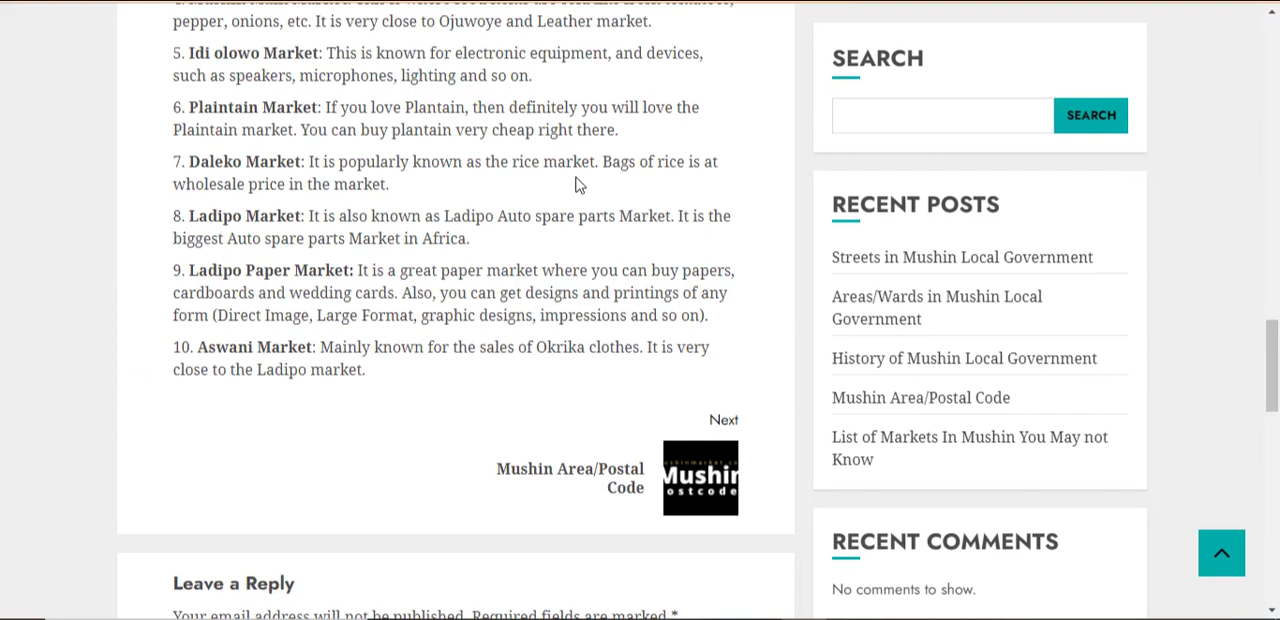 pepper, onions, etc. It is very close to Ojuwoye and Leather market.
5. Idi olowo Market: This is known for electronic equipment, and devices,
such as speakers, microphones, lighting and so on.
6. Plaintain Market: If you love Plantain, then definitely you will love the
Plaintain market. You can buy plantain very cheap right there.
7. Daleko Market: It is popularly known as the rice market. Bags of rice is at
wholesale price in the market.
8. Ladipo Market: It is also known as Ladipo Auto spare parts Market. It is the
biggest Auto spare parts Market in Africa.
9. Ladipo Paper Market: It is a great paper market where you can buy papers,
cardboards and wedding cards. Also, you can get designs and printings of any
form (Direct Image, Large Format, graphic designs, impressions and so on).
10. Aswani Market: Mainly known for the sales of Okrika clothes. It is very
close to the Ladipo market.
Next
Mushin Area/Postal
Code
Mushin
ostcode
Leave a Reply
Your email address will not be published. Required fields are marked *
SEARCH
SEARCH
RECENT POSTS
Streets in Mushin Local Government
Areas/Wards in Mushin Local
Government
History of Mushin Local Government
Mushin Area/Postal Code
List of Markets In Mushin You May not
Know
RECENT COMMENTS
No comments to show.